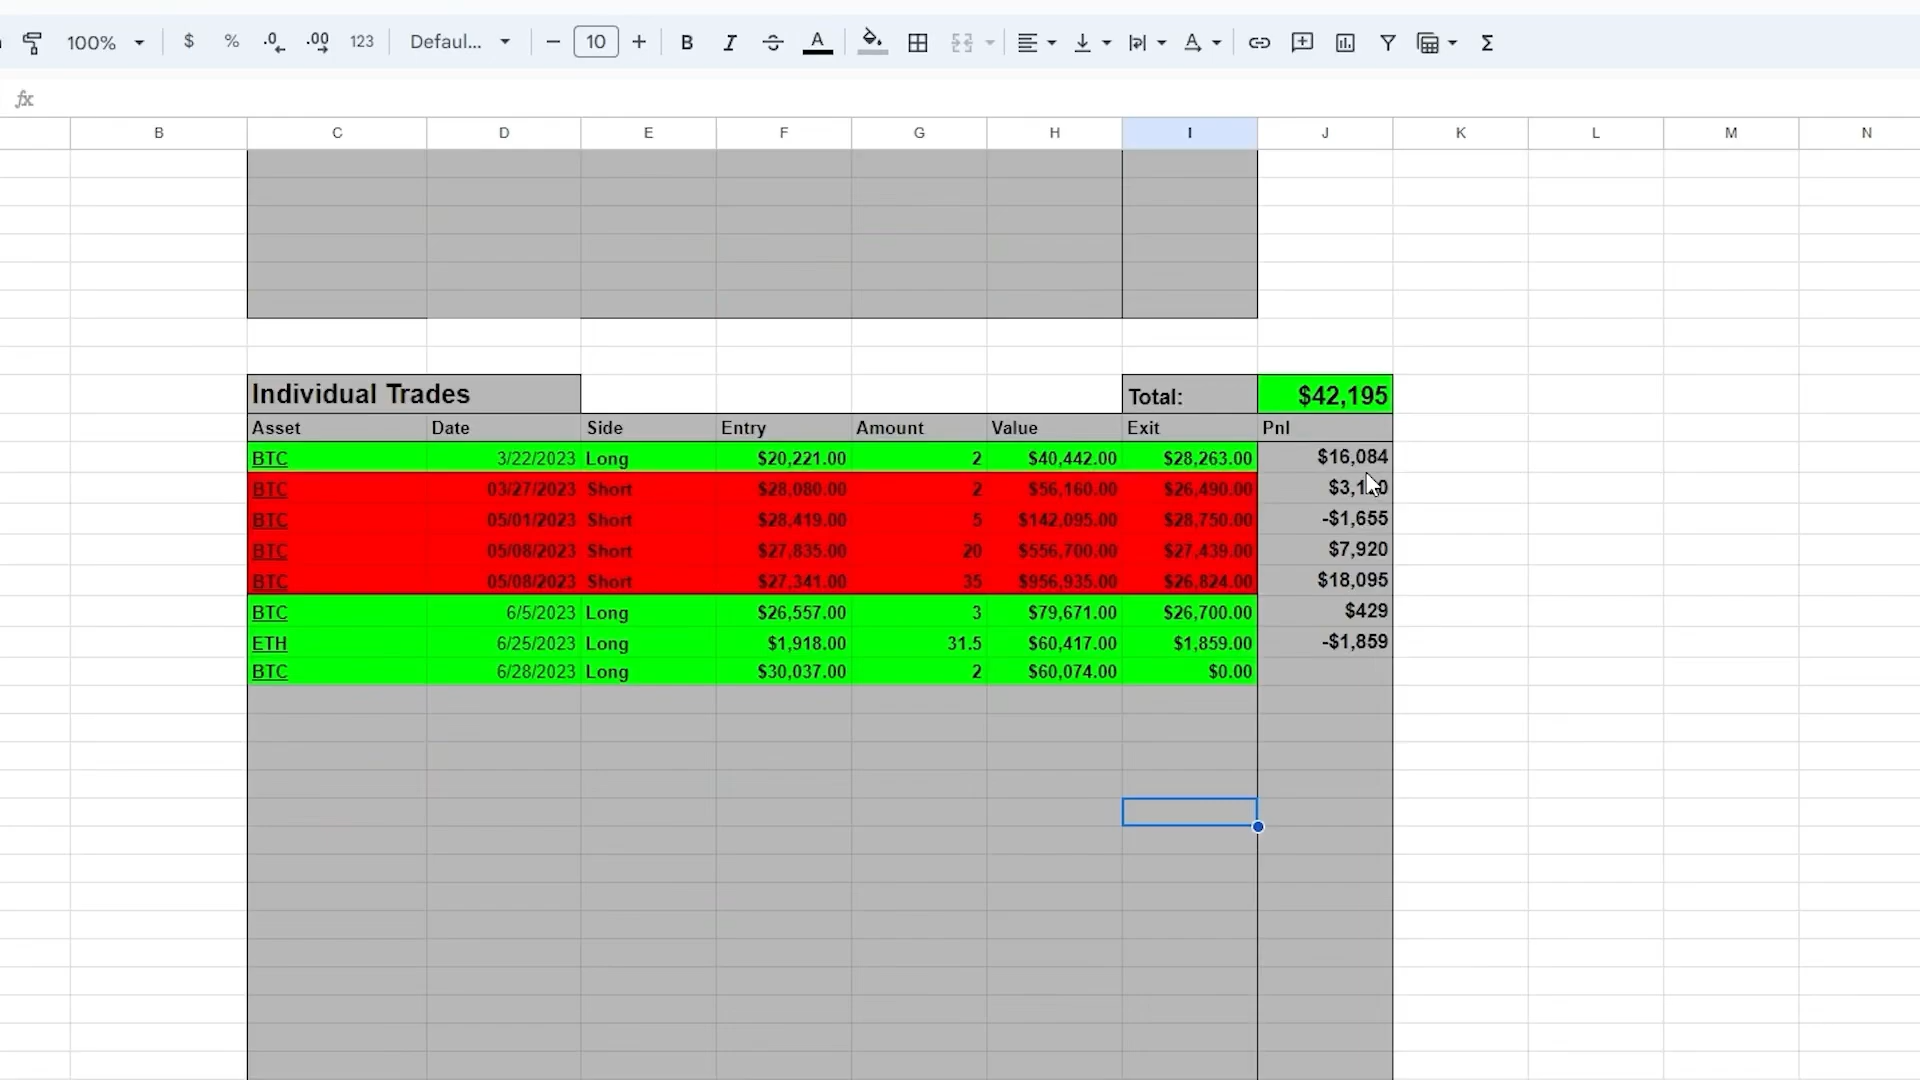 100% $ % .0 .00 123 Defaul... 10 B I A Σ
fx
B C D E F G H I J K L M N
Individual Trades Total: $42,195
Asset Date Side Entry Amount Value Exit Pnl
BTC 3/22/2023 Long $20,221.00 2 $40,442.00 $28,263.00 $16,084
BTC 03/27/2023 Short $28,080.00 2 $56,160.00 $26,490.00
BTC 05/01/2023 Short $28,419.00 5 $142,095.00 $28,750.00 -$1,655
BTC 05/08/2023 Short $27,835.00 20 $556,700.00 $27,439.00 $7,920
BTC 05/08/2023 Short $27,341.00 35 $956,935.00 $26,824.00 $18,095
BTC 6/5/2023 Long $26,557.00 3 $79,671.00 $26,700.00 $429
ETH 6/25/2023 Long $1,918.00 31.5 $60,417.00 $1,859.00 -$1,859
BTC 6/28/2023 Long $30,037.00 2 $60,074.00 $0.00